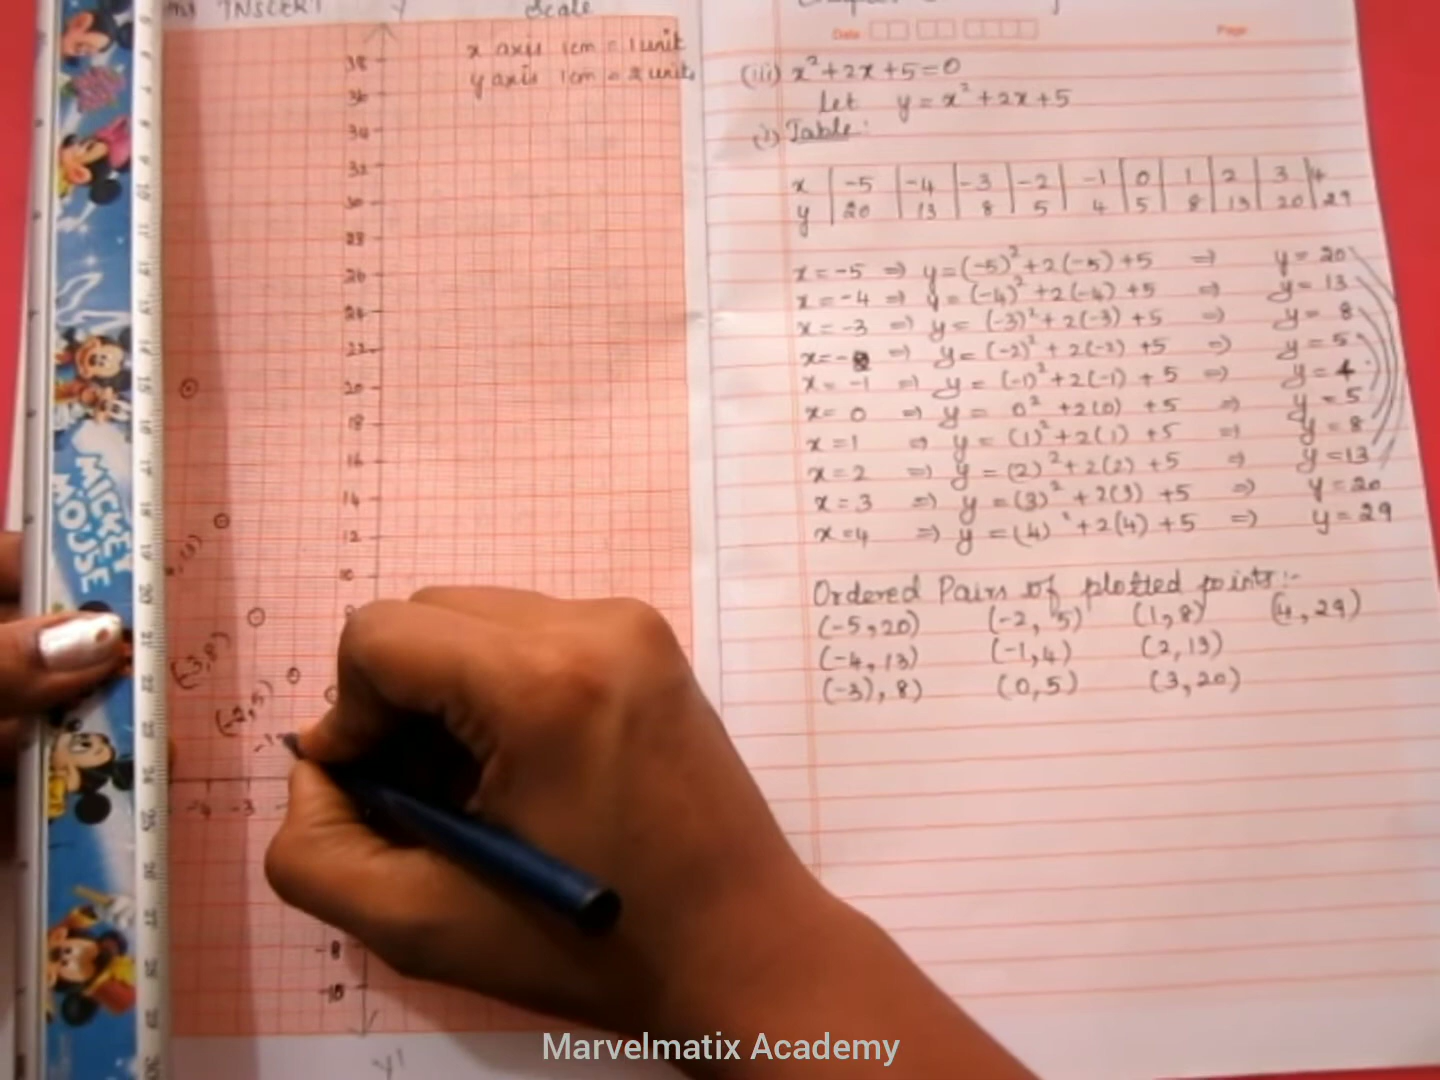 Scale
x axis 1cm = 1 unit
y axis 1cm = 2 units
Y
38
36
34
32
30
28
26
24
22
20
18
16
14
12
10
(-3,8)
(-2,5)
-4 -3
-8
-10
Y'
MICKEY
MOUSE
Date
Page
(iii) x² + 2x + 5 = 0
Let y = x² + 2x + 5
(i) Table:
x | -5 | -4 | -3 | -2 | -1 | 0 | 1 | 2 | 3 | 4
y | 20 | 13 | 8 | 5 | 4 | 5 | 8 | 13 | 20 | 29
x = -5 ⇒ y = (-5)² + 2(-5) + 5 ⇒ y = 20
x = -4 ⇒ y = (-4)² + 2(-4) + 5 ⇒ y = 13
x = -3 ⇒ y = (-3)² + 2(-3) + 5 ⇒ y = 8
x = -2 ⇒ y = (-2)² + 2(-2) + 5 ⇒ y = 5
x = -1 ⇒ y = (-1)² + 2(-1) + 5 ⇒ y = 4
x = 0 ⇒ y = 0² + 2(0) + 5 ⇒ y = 5
x = 1 ⇒ y = (1)² + 2(1) + 5 ⇒ y = 8
x = 2 ⇒ y = (2)² + 2(2) + 5 ⇒ y = 13
x = 3 ⇒ y = (3)² + 2(3) + 5 ⇒ y = 20
x = 4 ⇒ y = (4)² + 2(4) + 5 ⇒ y = 29
Ordered Pairs of plotted points:-
(-5,20) (-2,5) (1,8) (4,29)
(-4,13) (-1,4) (2,13)
(-3),8) (0,5) (3,20)
Marvelmatix Academy